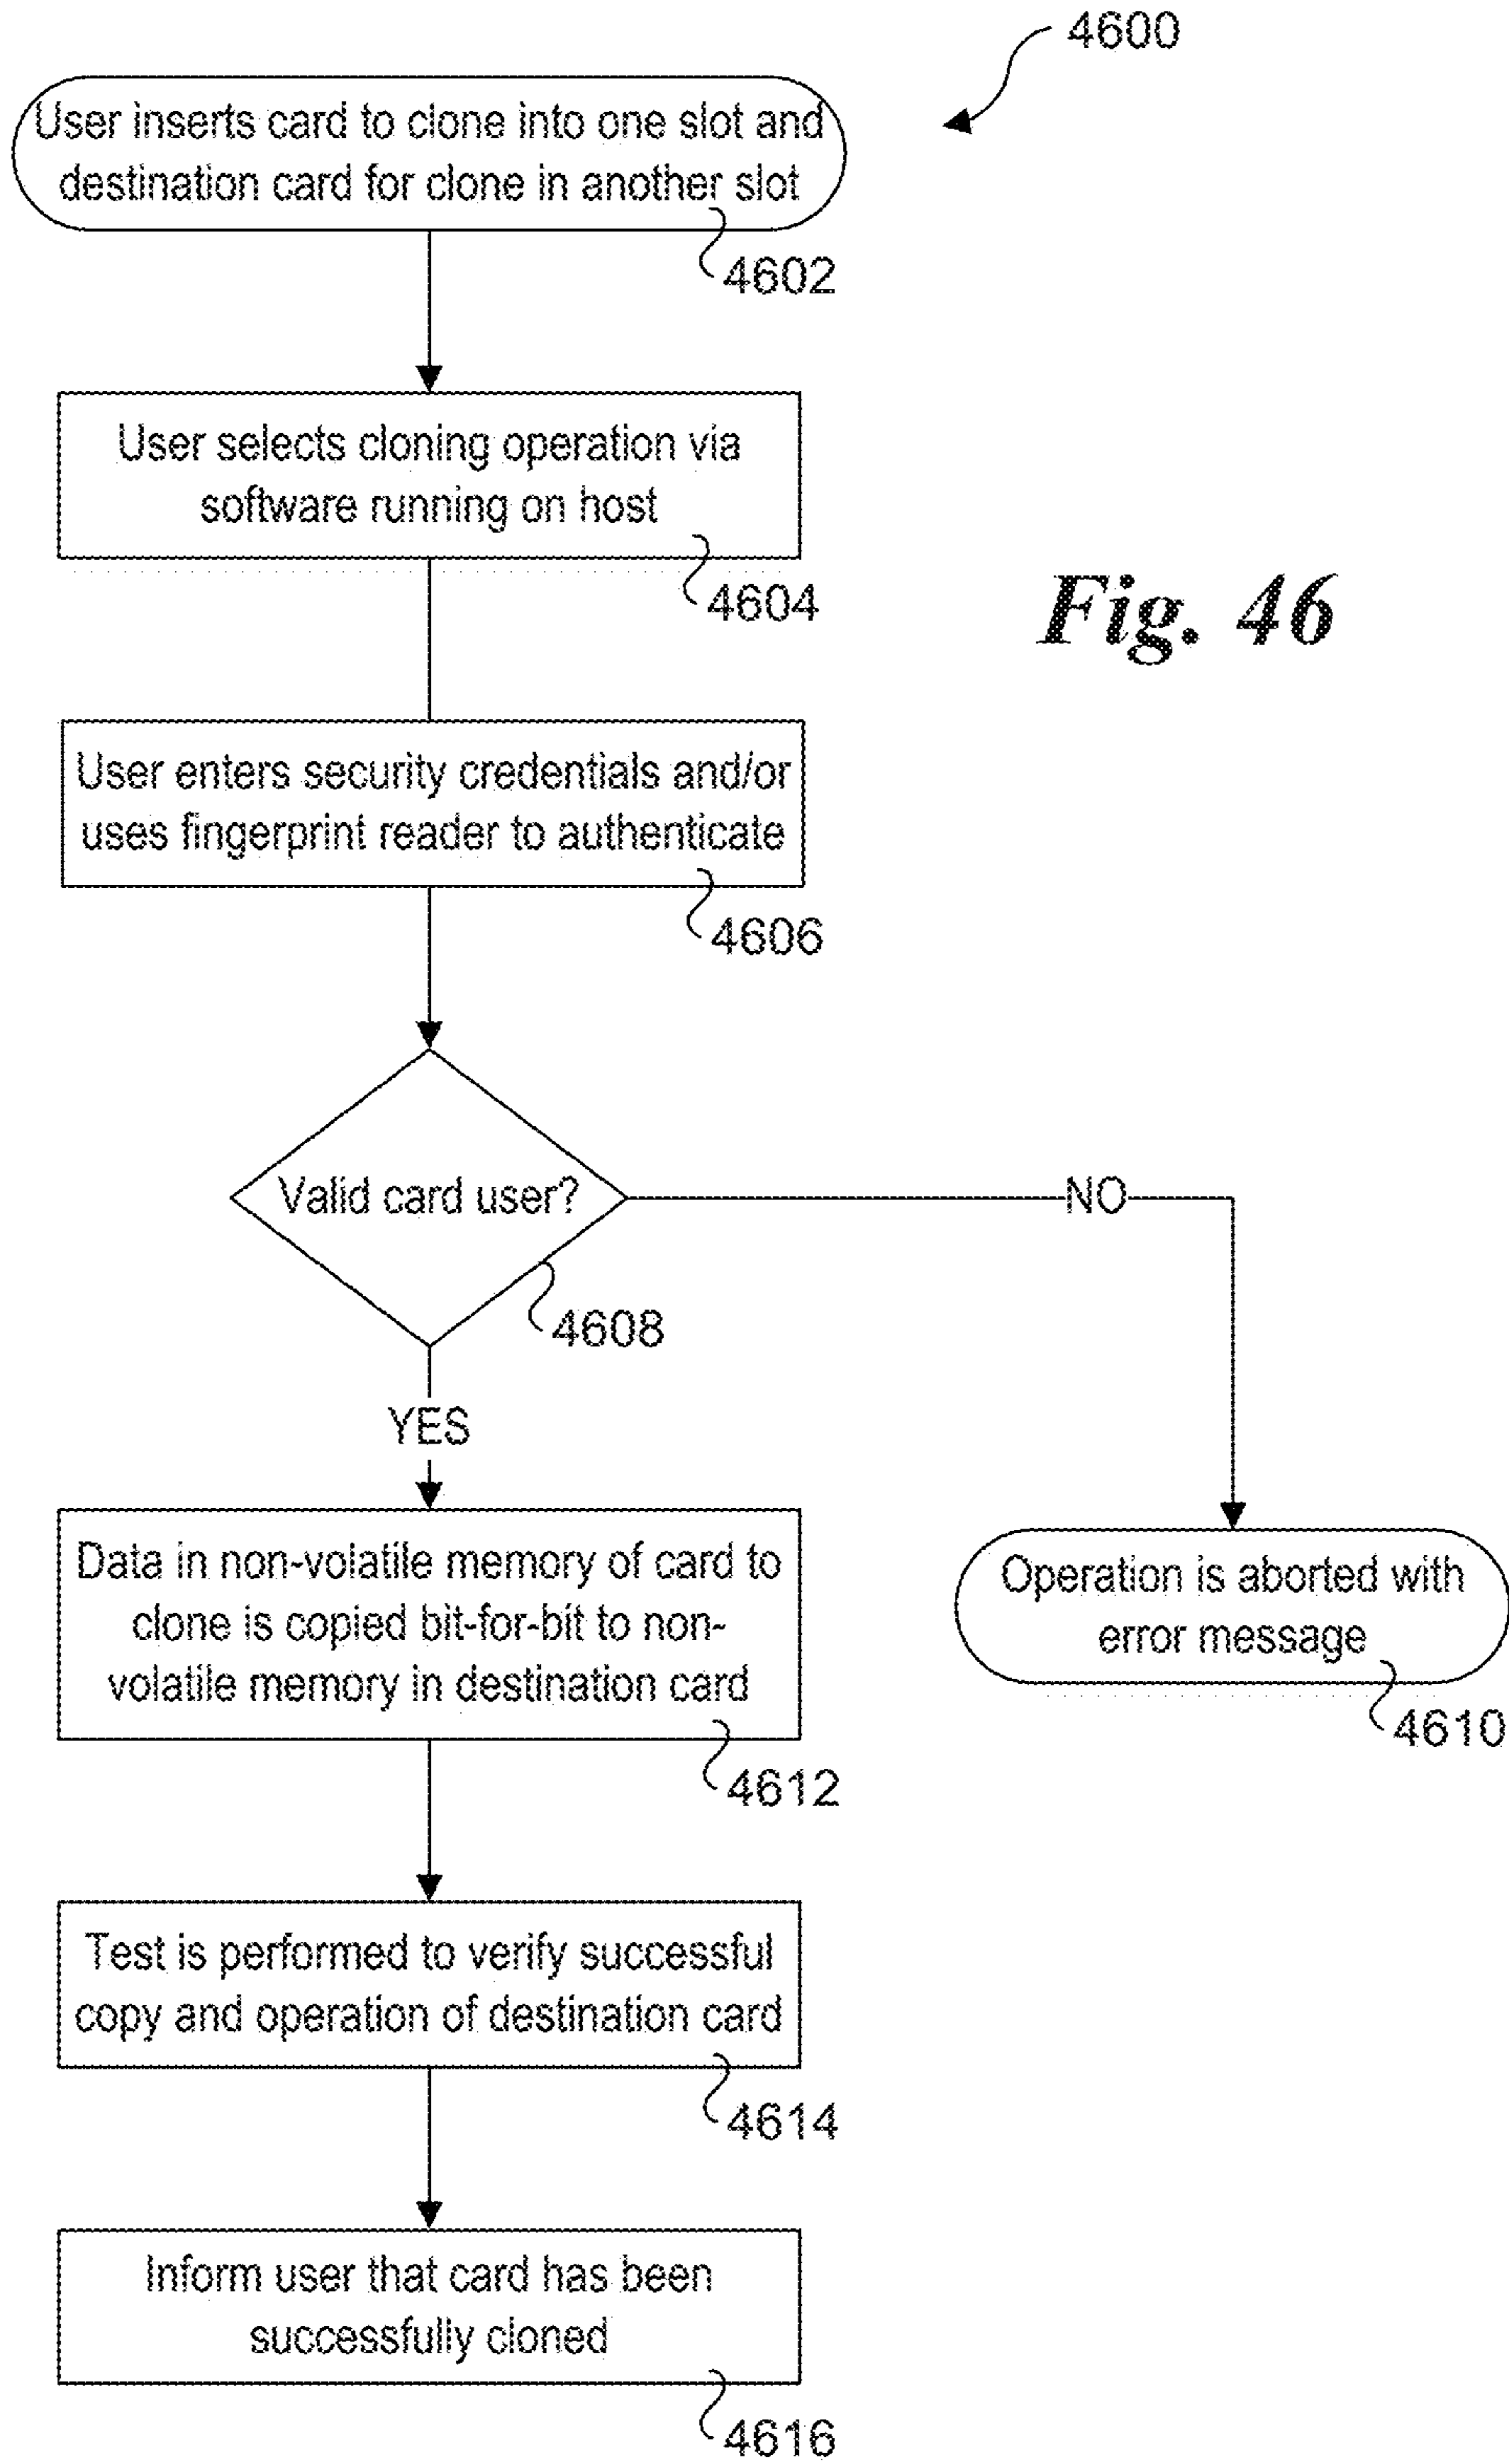 4600
User inserts card to clone into one slot and
destination card for clone in another slot
4602
User selects cloning operation via
software running on host
4604
Fig. 46
User enters security credentials and/or
uses fingerprint reader to authenticate
4606
Valid card user?
NO
4608
YES
Data in non-volatile memory of card to
clone is copied bit-for-bit to non-
volatile memory in destination card
4612
Operation is aborted with
error message
4610
Test is performed to verify successful
copy and operation of destination card
4614
Inform user that card has been
successfully cloned
4616